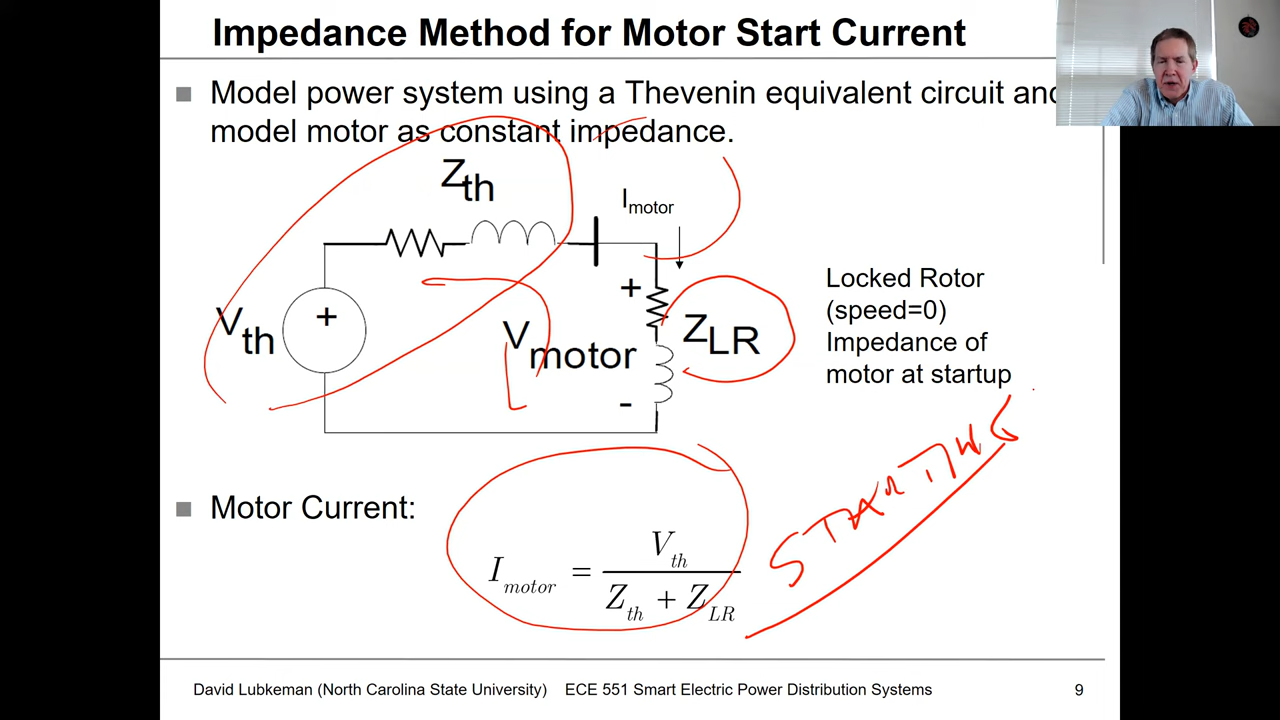 Impedance Method for Motor Start Current
Model power system using a Thevenin equivalent circuit and
model motor as constant impedance.
Zth
Imotor
+
+
Vth
Vmotor
ZLR
-
Locked Rotor
(speed=0)
Impedance of
motor at startup
STARTING
Motor Current:
Imotor = Vth / Zth + ZLR
David Lubkeman (North Carolina State University) ECE 551 Smart Electric Power Distribution Systems 9